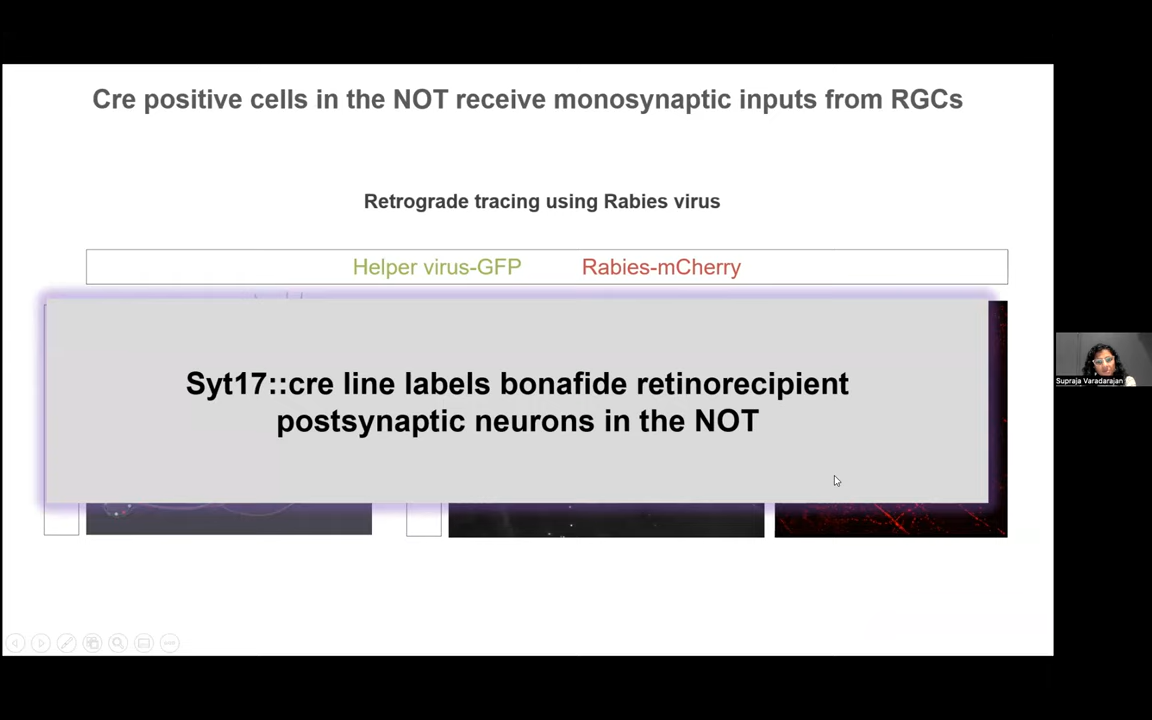 Cre positive cells in the NOT receive monosynaptic inputs from RGCs
Retrograde tracing using Rabies virus
Helper virus-GFP Rabies-mCherry
Syt17::cre line labels bonafide retinorecipient
postsynaptic neurons in the NOT
Supraja Varadarajan